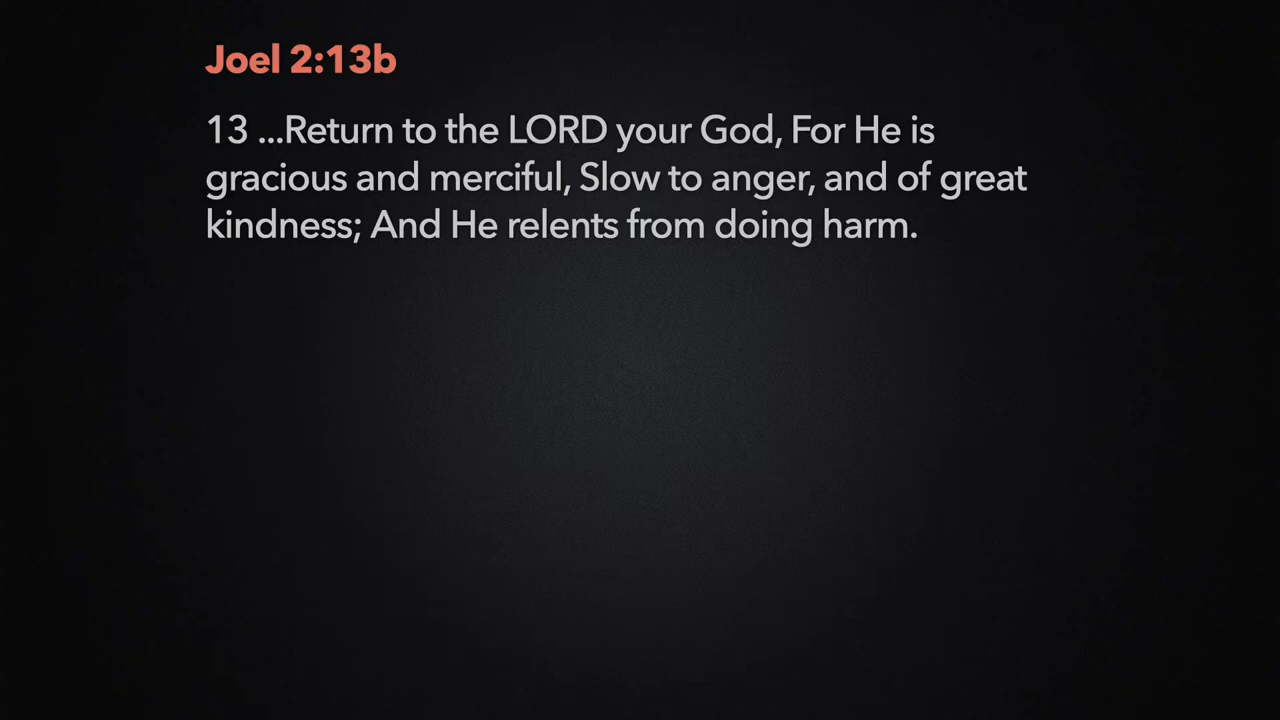 Joel 2:13b
13 ...Return to the LORD your God, For He is
gracious and merciful, Slow to anger, and of great
kindness; And He relents from doing harm.